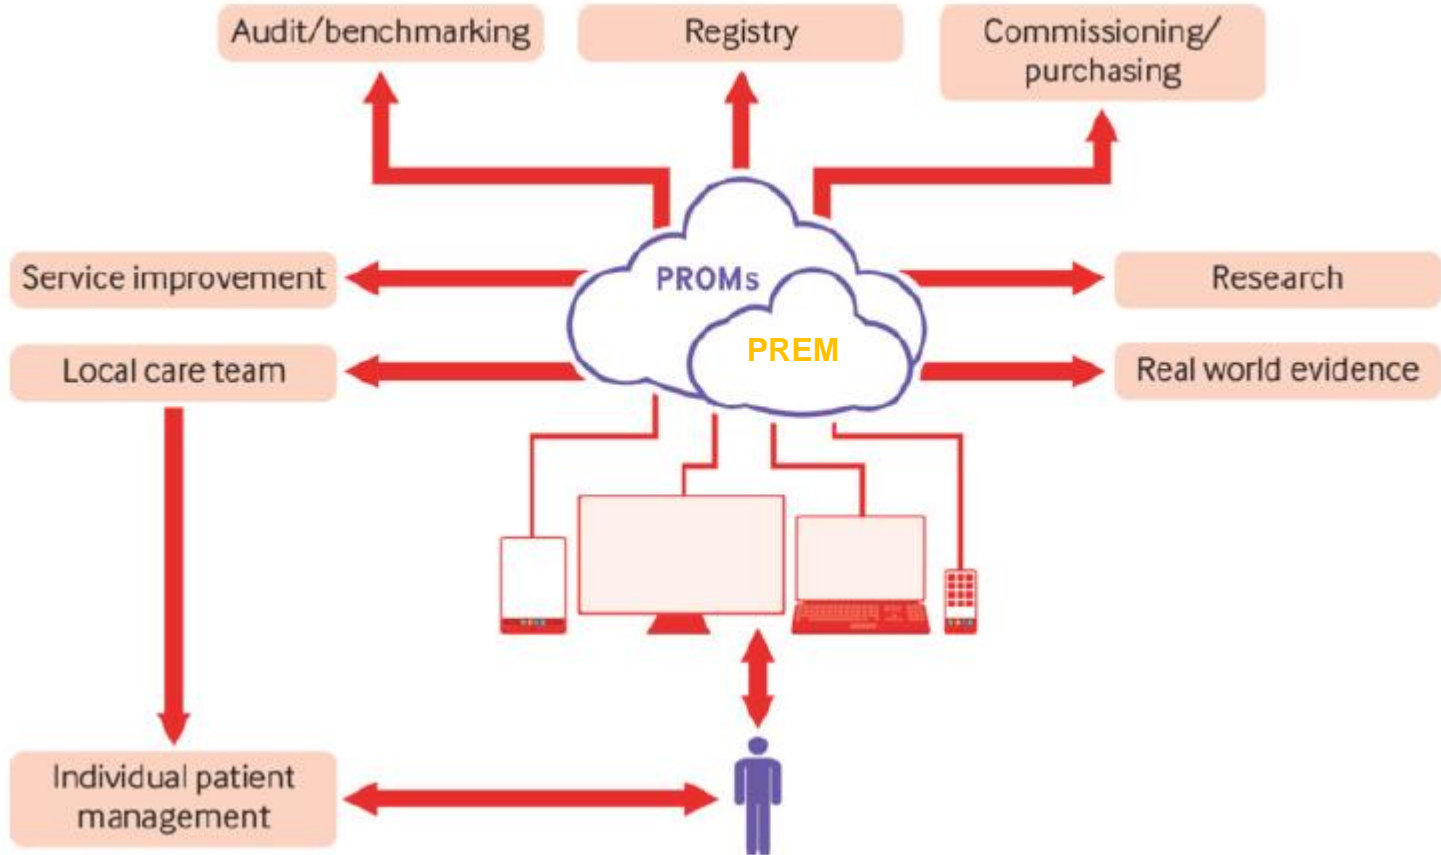 Audit/benchmarking
Registry
Commissioning/
purchasing
Service improvement
PROMs
Research
Local care team
PREM
Real world evidence
Individual patient
management